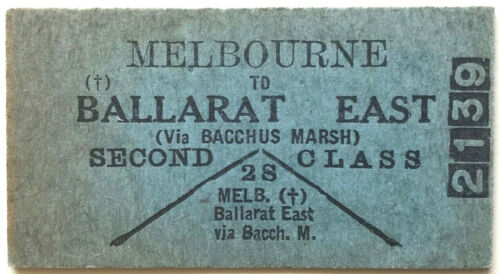 MELBOURNE
(†) TO
BALLARAT EAST
(Via BACCHUS MARSH)
SECOND CLASS
2S
MELB. (†)
Ballarat East
via Bacch. M.
2139